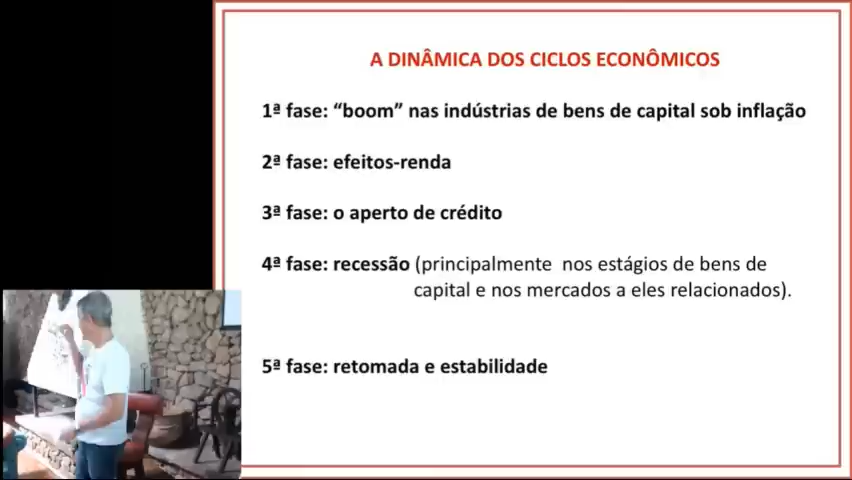 A DINÂMICA DOS CICLOS ECONÔMICOS
1ª fase: “boom” nas indústrias de bens de capital sob inflação
2ª fase: efeitos-renda
3ª fase: o aperto de crédito
4ª fase: recessão (principalmente nos estágios de bens de
capital e nos mercados a eles relacionados).
5ª fase: retomada e estabilidade